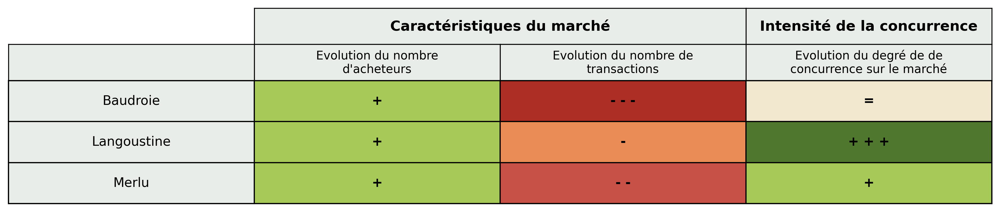 Caractéristiques du marché
Intensité de la concurrence
Evolution du nombre
d'acheteurs
Evolution du nombre de
transactions
Evolution du degré de de
concurrence sur le marché
Baudroie
+
- - -
=
Langoustine
+
-
+ + +
Merlu
+
- -
+